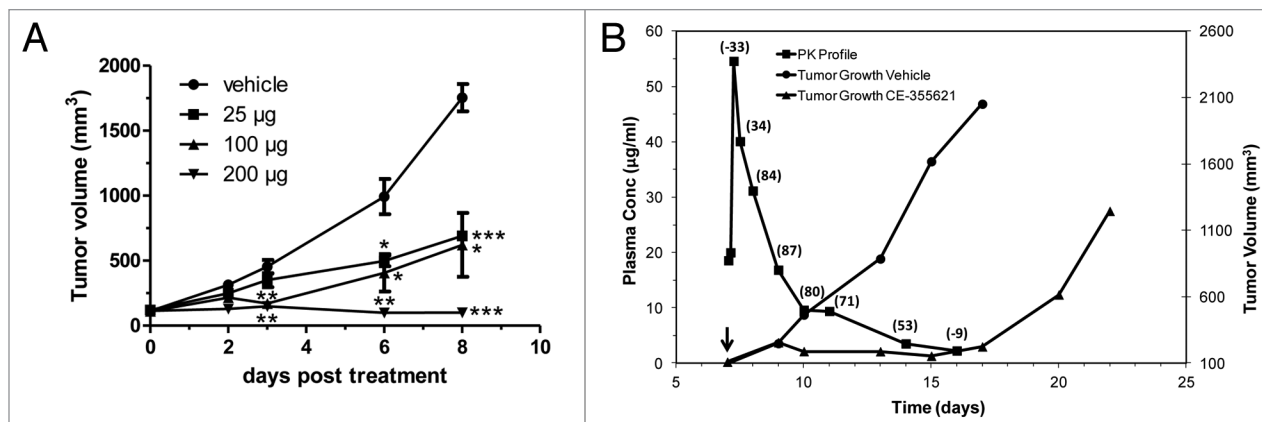 A
Tumor volume (mm³)
2000
1500
1000
500
0
vehicle
25 µg
100 µg
200 µg
**
**
*
*
**
***
*
***
0 2 4 6 8 10
days post treatment
B
Plasma Conc (µg/ml)
60
50
40
30
20
10
0
PK Profile
Tumor Growth Vehicle
Tumor Growth CE-355621
(-33)
(34)
(84)
(87)
(80)
(71)
(53)
(-9)
2600
2100
1600
1100
600
100
Tumor Volume (mm³)
5 10 15 20 25
Time (days)